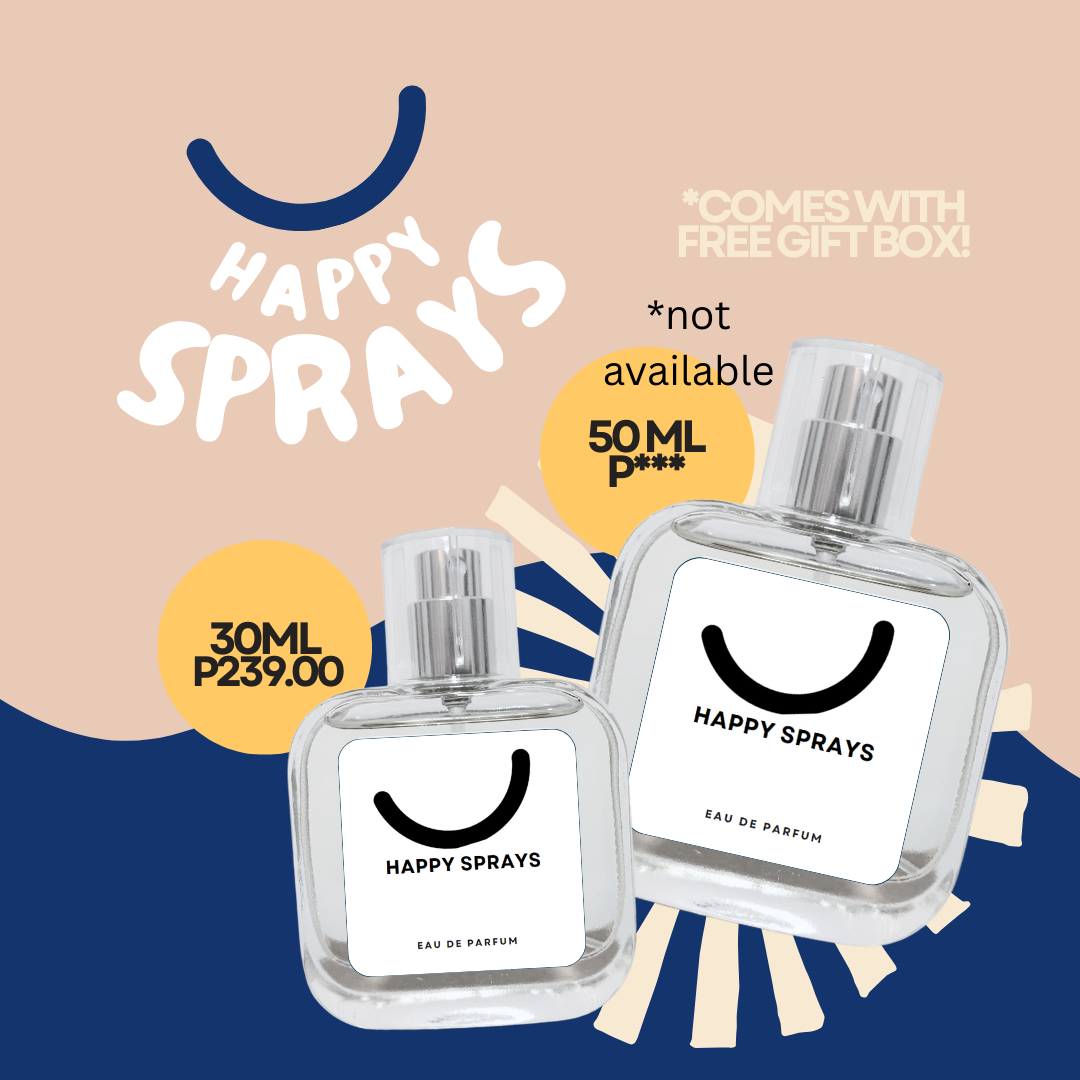 HAPPY
SPRAYS
*COMES WITH
FREE GIFT BOX!
*not
available
50 ML
P***
30ML
P239.00
HAPPY SPRAYS
EAU DE PARFUM
HAPPY SPRAYS
EAU DE PARFUM